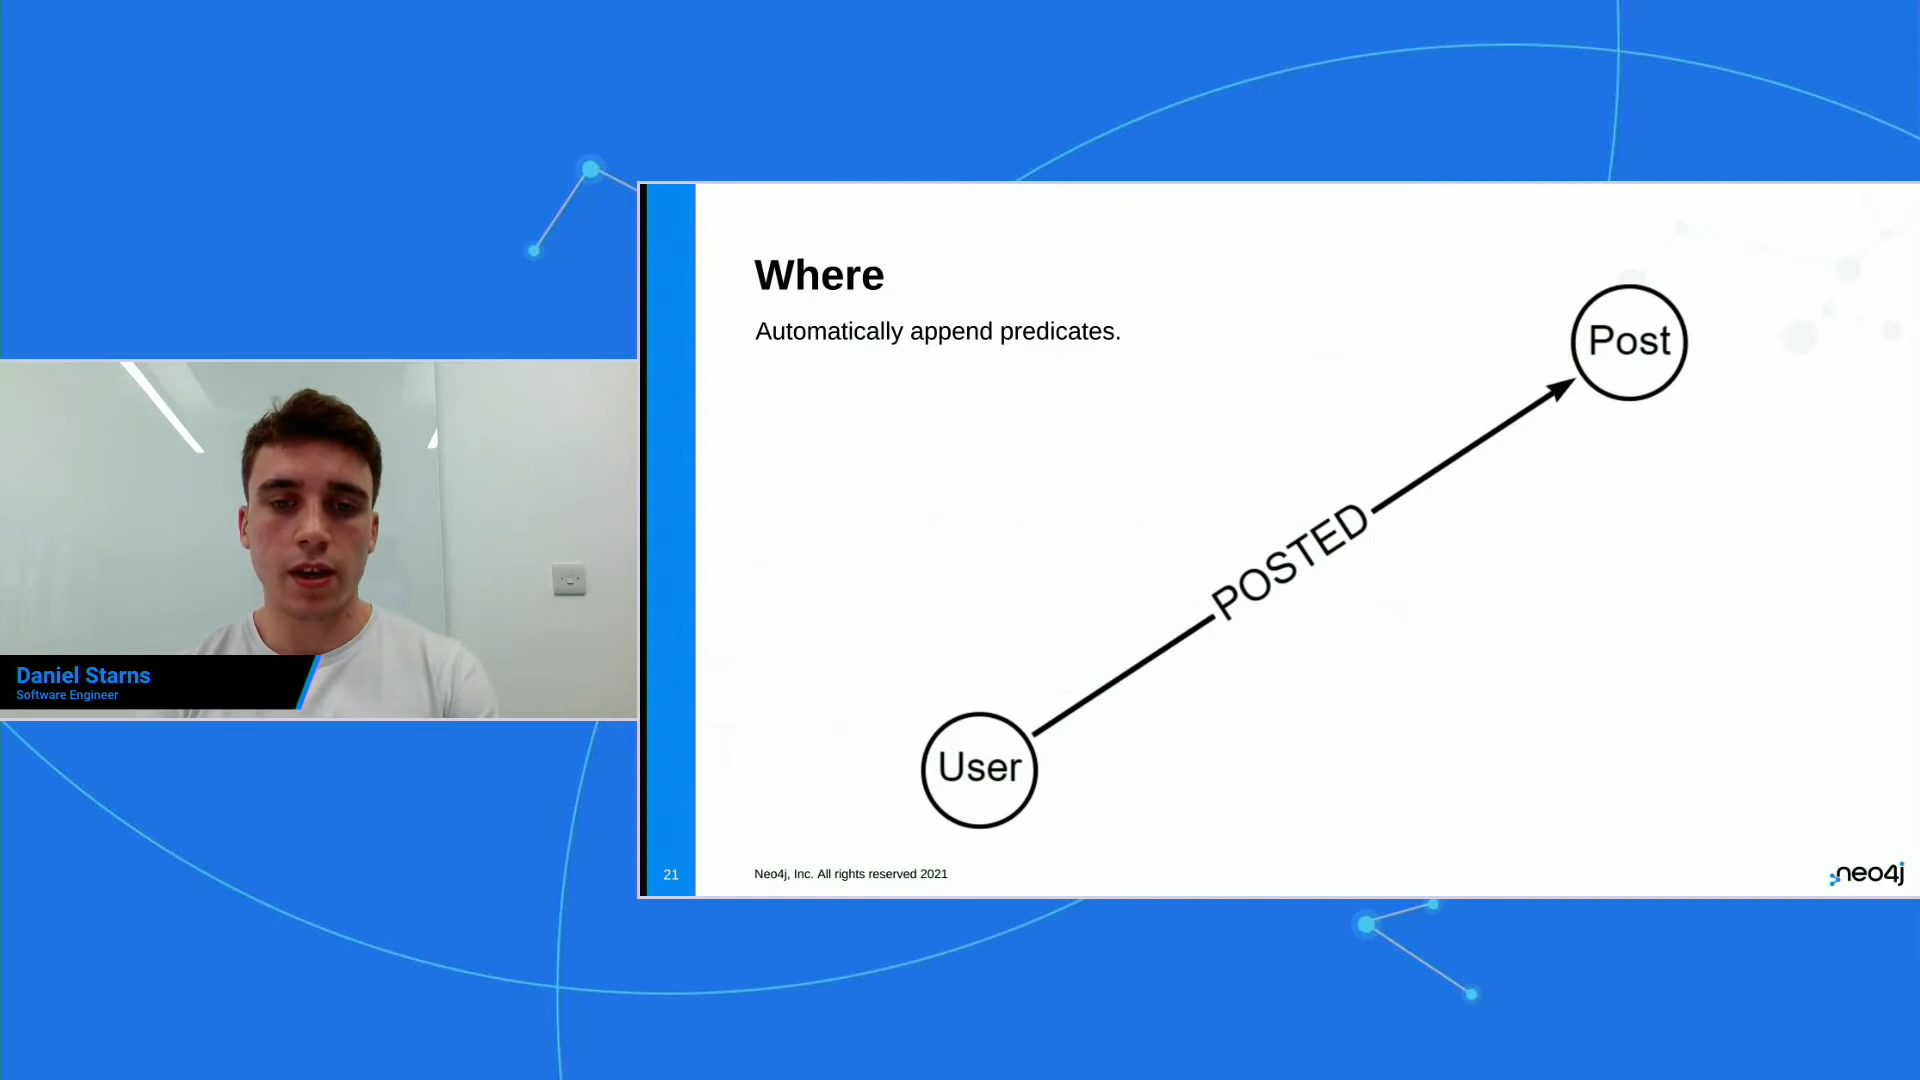 Where
Automatically append predicates.
Post
POSTED
User
Daniel Starns
Software Engineer
21
Neo4j, Inc. All rights reserved 2021
neo4j